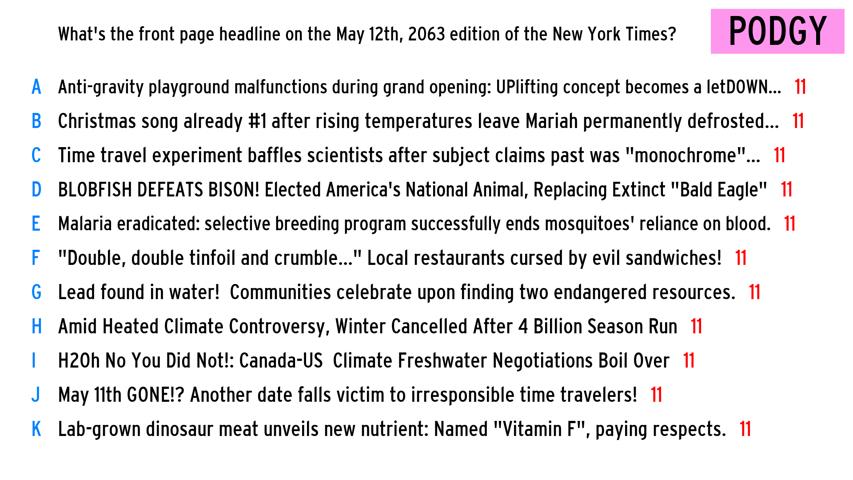 What's the front page headline on the May 12th, 2063 edition of the New York Times?
PODGY
A Anti-gravity playground malfunctions during grand opening: UPlifting concept becomes a letDOWN... 11
B Christmas song already #1 after rising temperatures leave Mariah permanently defrosted... 11
C Time travel experiment baffles scientists after subject claims past was "monochrome"... 11
D BLOBFISH DEFEATS BISON! Elected America's National Animal, Replacing Extinct "Bald Eagle" 11
E Malaria eradicated: selective breeding program successfully ends mosquitoes' reliance on blood. 11
F "Double, double tinfoil and crumble..." Local restaurants cursed by evil sandwiches! 11
G Lead found in water!  Communities celebrate upon finding two endangered resources. 11
H Amid Heated Climate Controversy, Winter Cancelled After 4 Billion Season Run 11
I H2Oh No You Did Not!: Canada-US  Climate Freshwater Negotiations Boil Over 11
J May 11th GONE!? Another date falls victim to irresponsible time travelers! 11
K Lab-grown dinosaur meat unveils new nutrient: Named "Vitamin F", paying respects. 11